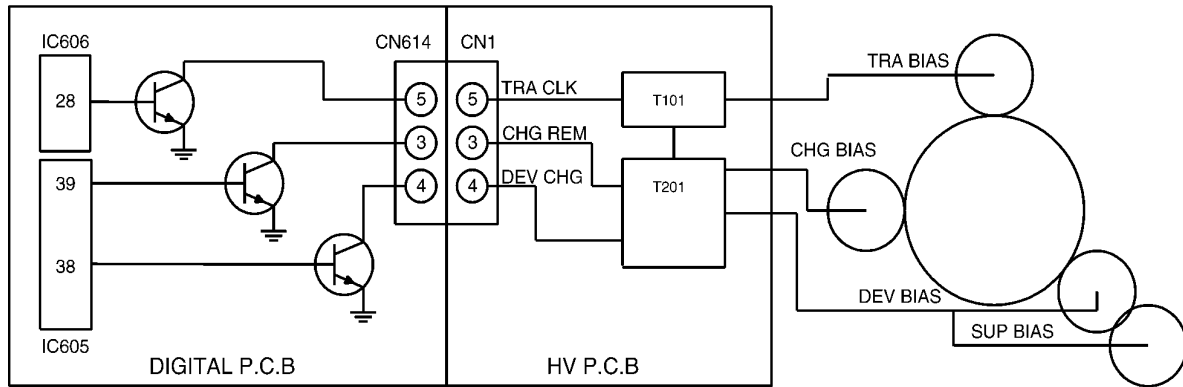 IC606
28
39
38
IC605
DIGITAL P.C.B
CN614
CN1
5
3
4
5
3
4
TRA CLK
CHG REM
DEV CHG
T101
T201
HV P.C.B
TRA BIAS
CHG BIAS
DEV BIAS
SUP BIAS